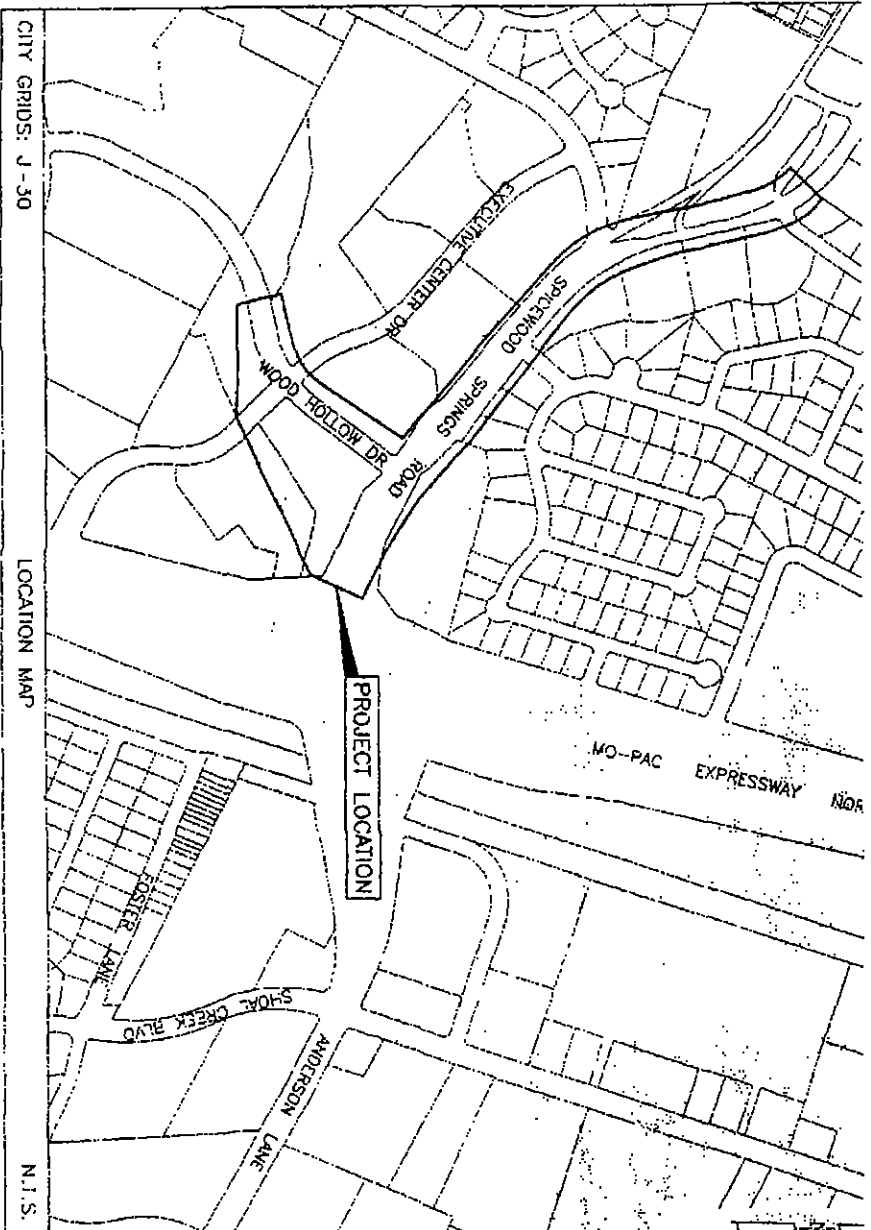 MO-PAC EXPRESSWAY NOR
EXECUTIVE CENTER DR
SPICEWOOD SPRINGS ROAD
WOOD HOLLOW DR
PROJECT LOCATION
FOSTER LANE
SHOAL CREEK BLVD
ANDERSON LANE
CITY GRIDS: J-30
LOCATION MAP
N.T.S.